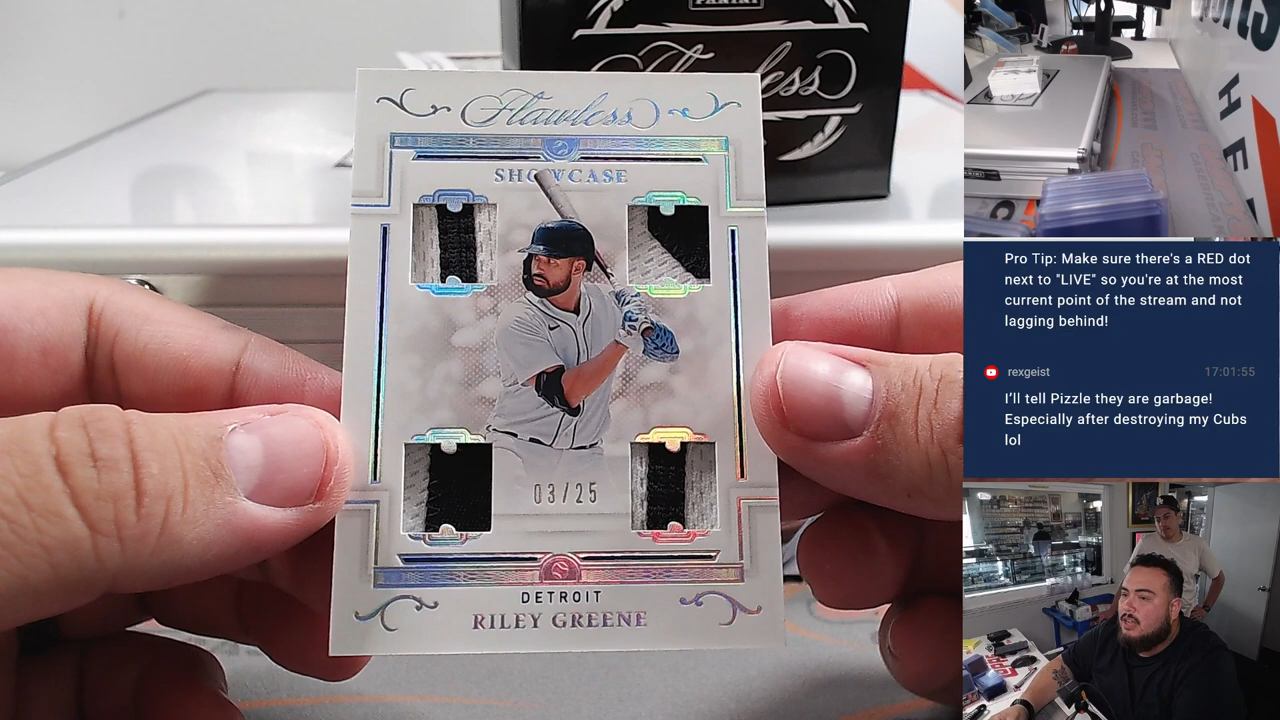 PANINI
Flawless
Flawless
SHOWCASE
03/25
DETROIT
RILEY GREENE
Pro Tip: Make sure there's a RED dot
next to "LIVE" so you're at the most
current point of the stream and not
lagging behind!
rexgeist 17:01:55
I'll tell Pizzle they are garbage!
Especially after destroying my Cubs
lol